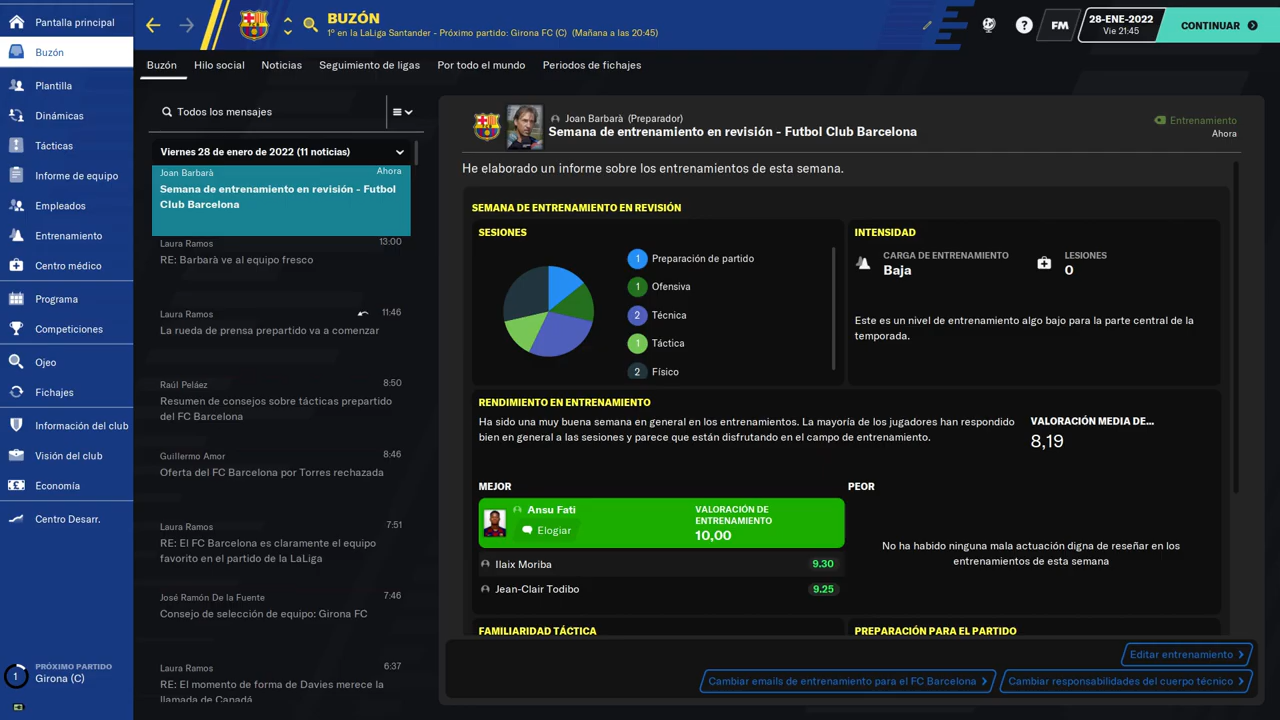 Pantalla principal
Buzón
Plantilla
Dinámicas
Tácticas
Informe de equipo
Empleados
Entrenamiento
Centro médico
Programa
Competiciones
Ojeo
Fichajes
Información del club
Visión del club
Economía
Centro Desarr.
1
PRÓXIMO PARTIDO
Girona (C)
BUZÓN
1º en la LaLiga Santander - Próximo partido: Girona FC (C) (Mañana a las 20:45)
FM
28-ENE-2022
Vie 21:45
CONTINUAR
Buzón
Hilo social
Noticias
Seguimiento de ligas
Por todo el mundo
Periodos de fichajes
Todos los mensajes
Viernes 28 de enero de 2022 (11 noticias)
Joan Barbarà Ahora
Semana de entrenamiento en revisión - Futbol
Club Barcelona
Laura Ramos 13:00
RE: Barbarà ve al equipo fresco
Laura Ramos 11:46
La rueda de prensa prepartido va a comenzar
Raúl Peláez 8:50
Resumen de consejos sobre tácticas prepartido
del FC Barcelona
Guillermo Amor 8:46
Oferta del FC Barcelona por Torres rechazada
Laura Ramos 7:51
RE: El FC Barcelona es claramente el equipo
favorito en el partido de la LaLiga
José Ramón De la Fuente 7:46
Consejo de selección de equipo: Girona FC
Laura Ramos 6:37
RE: El momento de forma de Davies merece la
llamada de Canadá
Joan Barbarà (Preparador)
Semana de entrenamiento en revisión - Futbol Club Barcelona
Entrenamiento
Ahora
He elaborado un informe sobre los entrenamientos de esta semana.
SEMANA DE ENTRENAMIENTO EN REVISIÓN
SESIONES
1 Preparación de partido
1 Ofensiva
2 Técnica
1 Táctica
2 Físico
INTENSIDAD
CARGA DE ENTRENAMIENTO
Baja
LESIONES
0
Este es un nivel de entrenamiento algo bajo para la parte central de la
temporada.
RENDIMIENTO EN ENTRENAMIENTO
Ha sido una muy buena semana en general en los entrenamientos. La mayoría de los jugadores han respondido
bien en general a las sesiones y parece que están disfrutando en el campo de entrenamiento.
VALORACIÓN MEDIA DE...
8,19
MEJOR
Ansu Fati
Elogiar
VALORACIÓN DE
ENTRENAMIENTO
10,00
Ilaix Moriba 9.30
Jean-Clair Todibo 9.25
PEOR
No ha habido ninguna mala actuación digna de reseñar en los
entrenamientos de esta semana
FAMILIARIDAD TÁCTICA
PREPARACIÓN PARA EL PARTIDO
Editar entrenamiento
Cambiar emails de entrenamiento para el FC Barcelona
Cambiar responsabilidades del cuerpo técnico